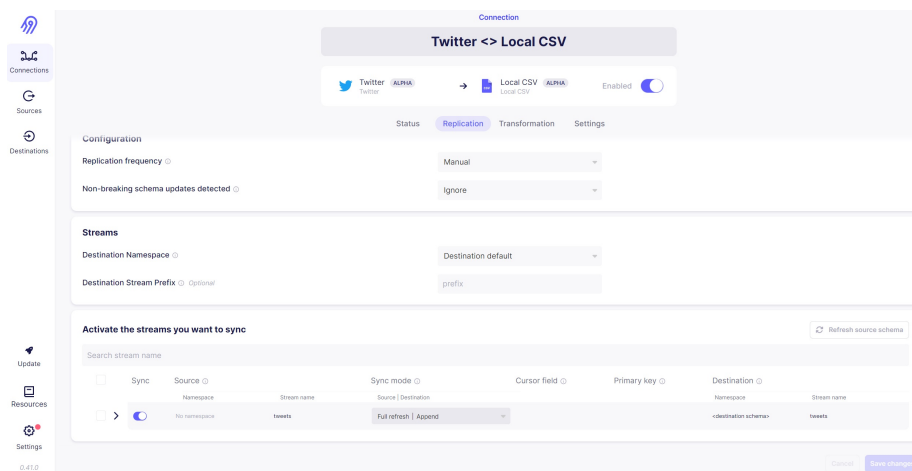 Connection
Twitter <> Local CSV
Connections
Twitter ALPHA
Twitter
Local CSV ALPHA
Local CSV
Enabled
Sources
Status Replication Transformation Settings
Destinations
Configuration
Replication frequency
Manual
Non-breaking schema updates detected
Ignore
Streams
Destination Namespace
Destination default
Destination Stream Prefix Optional
prefix
Activate the streams you want to sync
Refresh source schema
Search stream name
Update
Sync Source Sync mode Cursor field Primary key Destination
Namespace Stream name Source | Destination Namespace Stream name
Resources
No namespace tweets Full refresh | Append <destination schema> tweets
Settings
Cancel Save changes
0.41.0